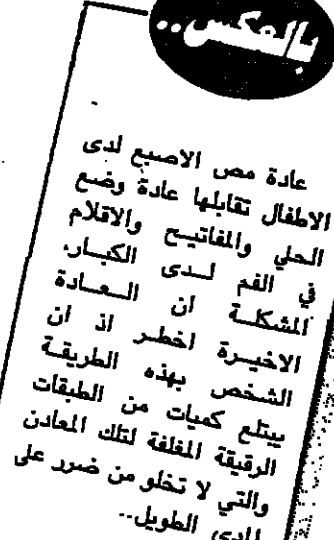 بالعكس..
عادة مص الاصبع لدى
الاطفال تقابلها عادة وضع
الحلي والمفاتيح والاقلام
في الفم لدى الكبار.
المشكلة ان العادة
الاخيرة اخطر اذ ان
الشخص بهذه الطريقة
يبتلع كميات من الطبقات
الرقيقة المغلفة لتلك المعادن
والتي لا تخلو من ضرر على
المدى الطويل..